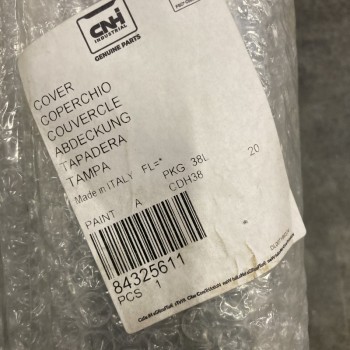 CNH
INDUSTRIAL
GENUINE PARTS
COVER
COPERCHIO
COUVERCLE
ABDECKUNG
TAPADERA
TAMPA
Made in ITALY FL=* PKG 38L 20
PAINT A CDH38
84325611
PCS 1